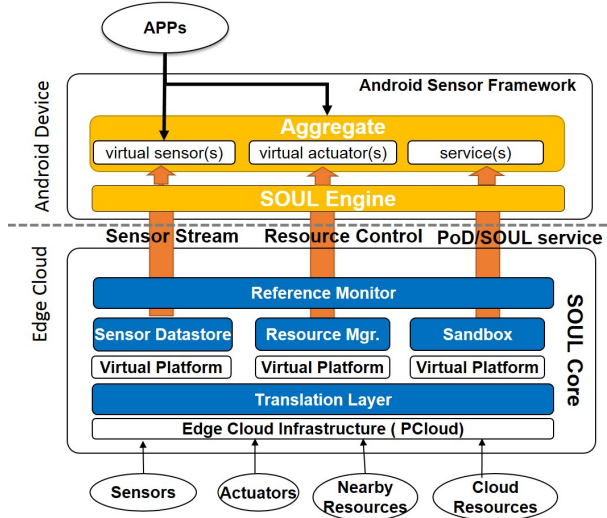 APPs
Android Device
Android Sensor Framework
Aggregate
virtual sensor(s) virtual actuator(s) service(s)
SOUL Engine
Sensor Stream Resource Control PoD/SOUL service
Edge Cloud
SOUL Core
Reference Monitor
Sensor Datastore Resource Mgr. Sandbox
Virtual Platform Virtual Platform Virtual Platform
Translation Layer
Edge Cloud Infrastructure ( PCloud)
Sensors Actuators Nearby Resources Cloud Resources